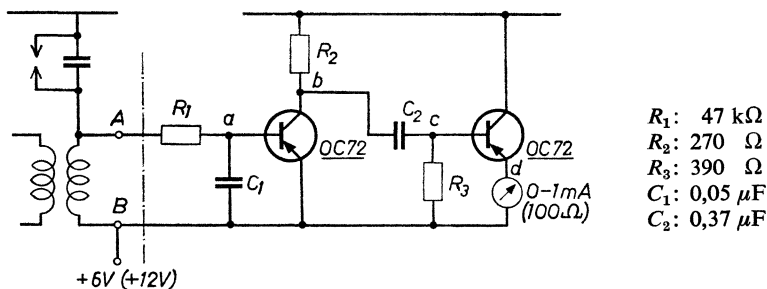 R2
b
A
R1
a
C2
c
OC72
OC72
d
C1
R3
0-1mA
(100Ω)
B
+6V (+12V)
R1: 47 kΩ
R2: 270 Ω
R3: 390 Ω
C1: 0,05 μF
C2: 0,37 μF